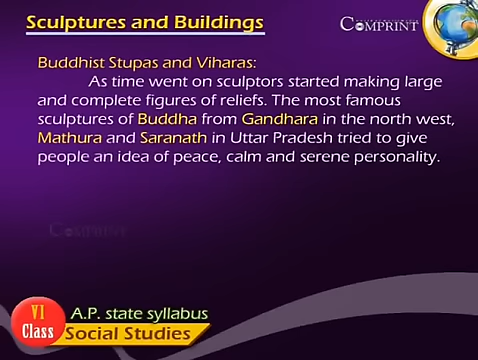 Sculptures and Buildings
COMPRINT
Buddhist Stupas and Viharas:
As time went on sculptors started making large
and complete figures of reliefs. The most famous
sculptures of Buddha from Gandhara in the north west,
Mathura and Saranath in Uttar Pradesh tried to give
people an idea of peace, calm and serene personality.
COMPRINT
VI
Class
A.P. state syllabus
Social Studies